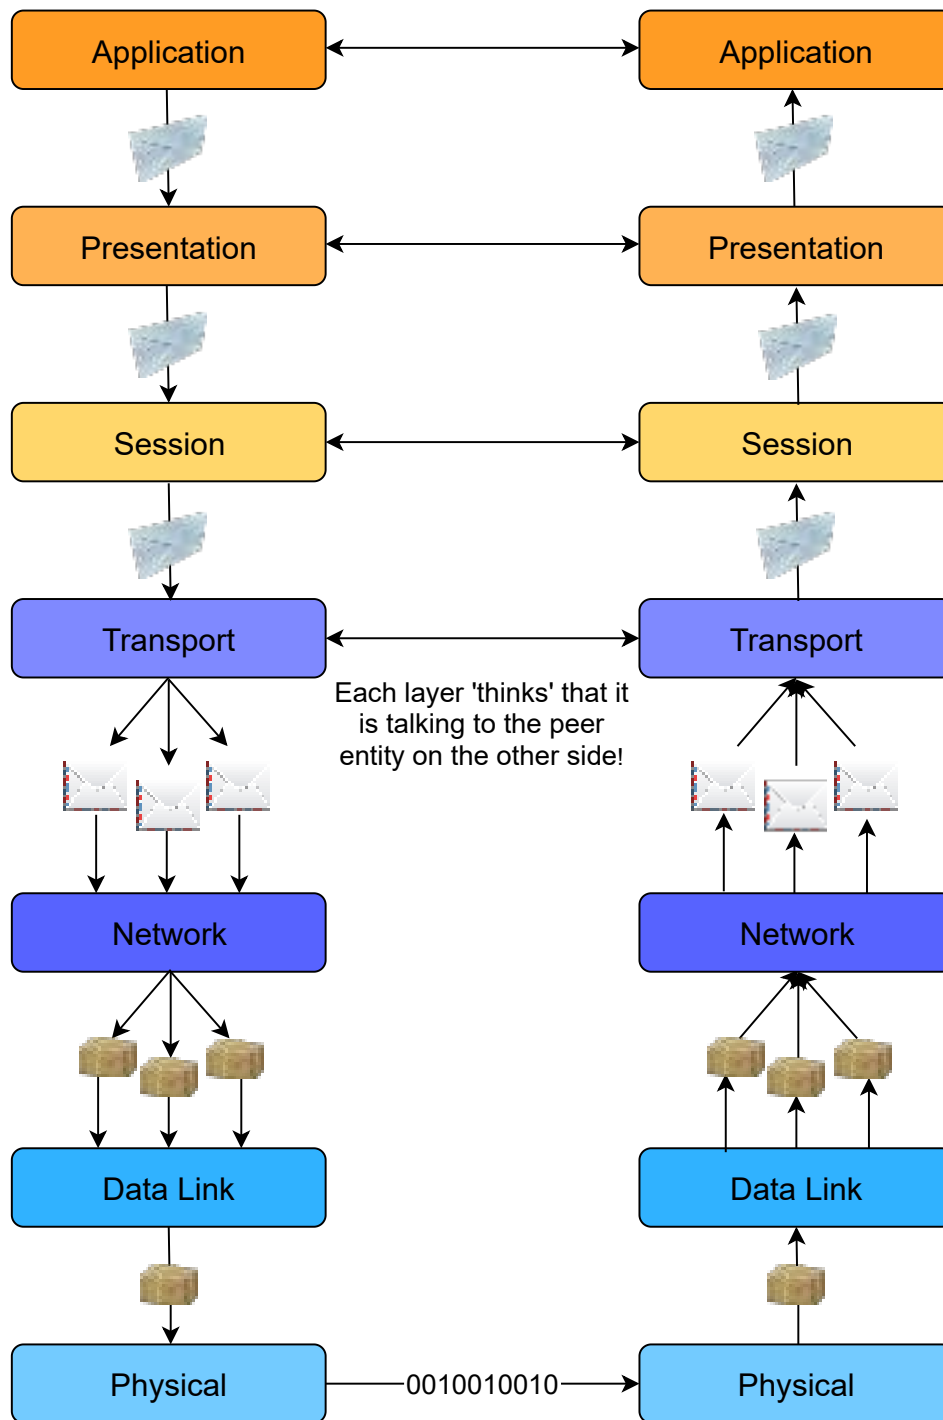 Application
Application
Presentation
Presentation
Session
Session
Transport
Transport
Each layer 'thinks' that it
is talking to the peer
entity on the other side!
Network
Network
Data Link
Data Link
Physical
0010010010
Physical